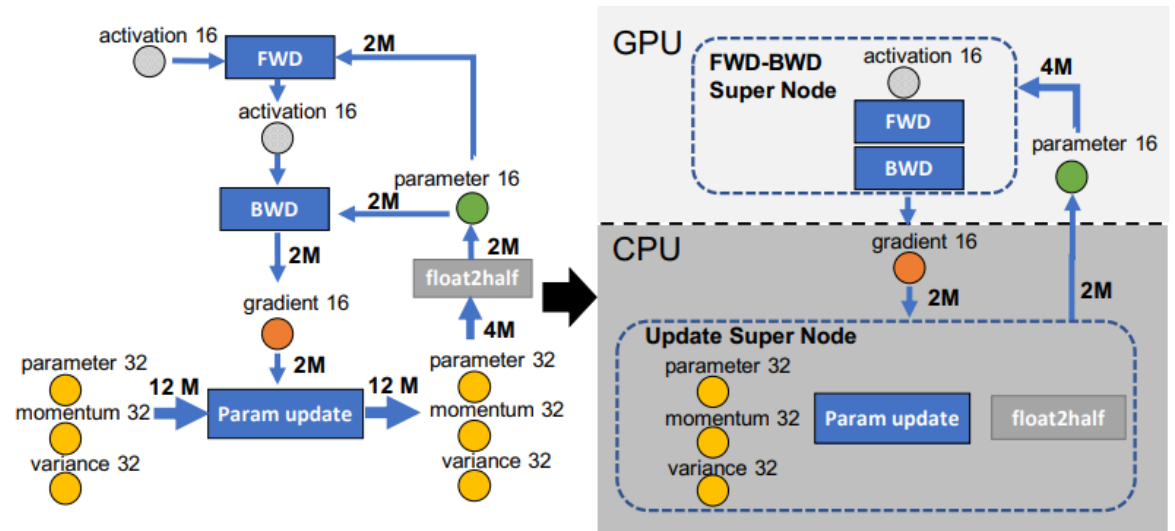 activation 16
FWD
2M
activation 16
parameter 16
BWD
2M
2M
2M
float2half
gradient 16
4M
parameter 32
momentum 32
variance 32
12 M
2M
Param update
12 M
parameter 32
momentum 32
variance 32
GPU
FWD-BWD
Super Node
activation 16
FWD
BWD
4M
parameter 16
CPU
gradient 16
2M
2M
Update Super Node
parameter 32
momentum 32
variance 32
Param update
float2half